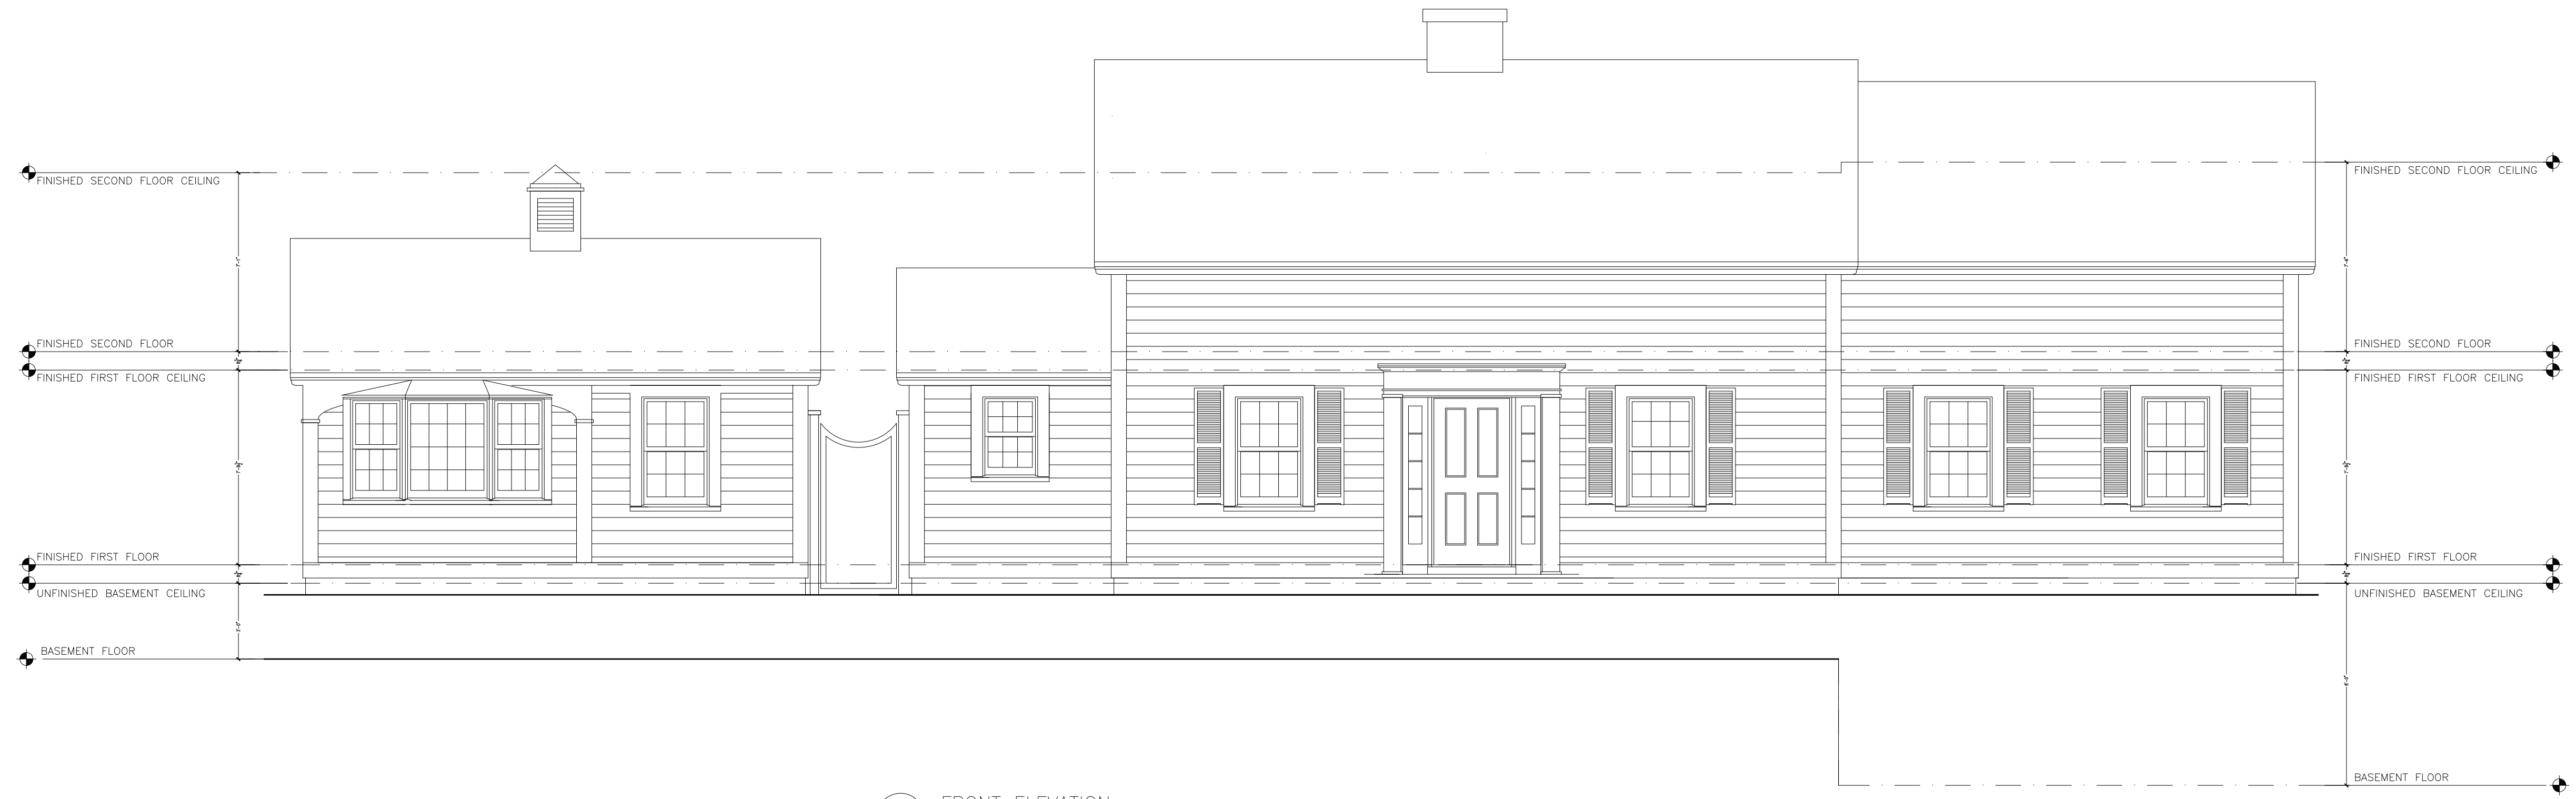 FINISHED SECOND FLOOR CEILING
FINISHED SECOND FLOOR CEILING
FINISHED SECOND FLOOR
FINISHED SECOND FLOOR
FINISHED FIRST FLOOR CEILING
FINISHED FIRST FLOOR CEILING
FINISHED FIRST FLOOR
FINISHED FIRST FLOOR
UNFINISHED BASEMENT CEILING
UNFINISHED BASEMENT CEILING
BASEMENT FLOOR
BASEMENT FLOOR
FRONT ELEVATION